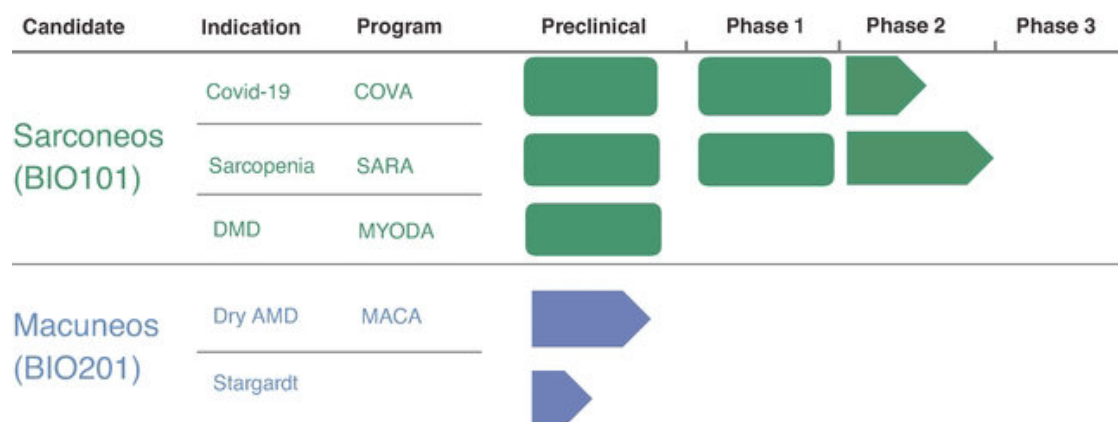 Candidate Indication Program Preclinical Phase 1 Phase 2 Phase 3
Covid-19 COVA
Sarconeos
(BIO101)
Sarcopenia SARA
DMD MYODA
Dry AMD MACA
Macuneos
(BIO201)
Stargardt